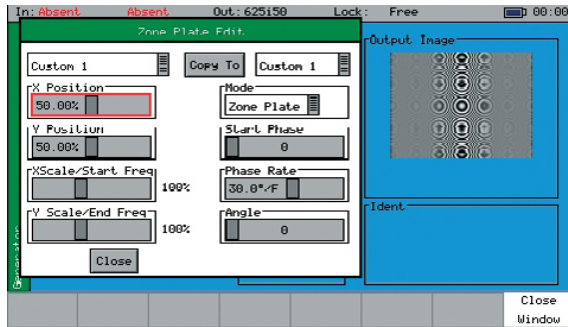 In: Absent Absent Out: 625i50 Lock: Free 00:00
Zone Plate Edit
Output Image
Custom 1 Copy To Custom 1
X Position Mode
50.00% Zone Plate
Y Position Start Phase
50.00% 0
XScale/Start Freq Phase Rate
100% 30.0°/F
Y Scale/End Freq Angle
100% 0
Ident
Close
Generator
Close
Window